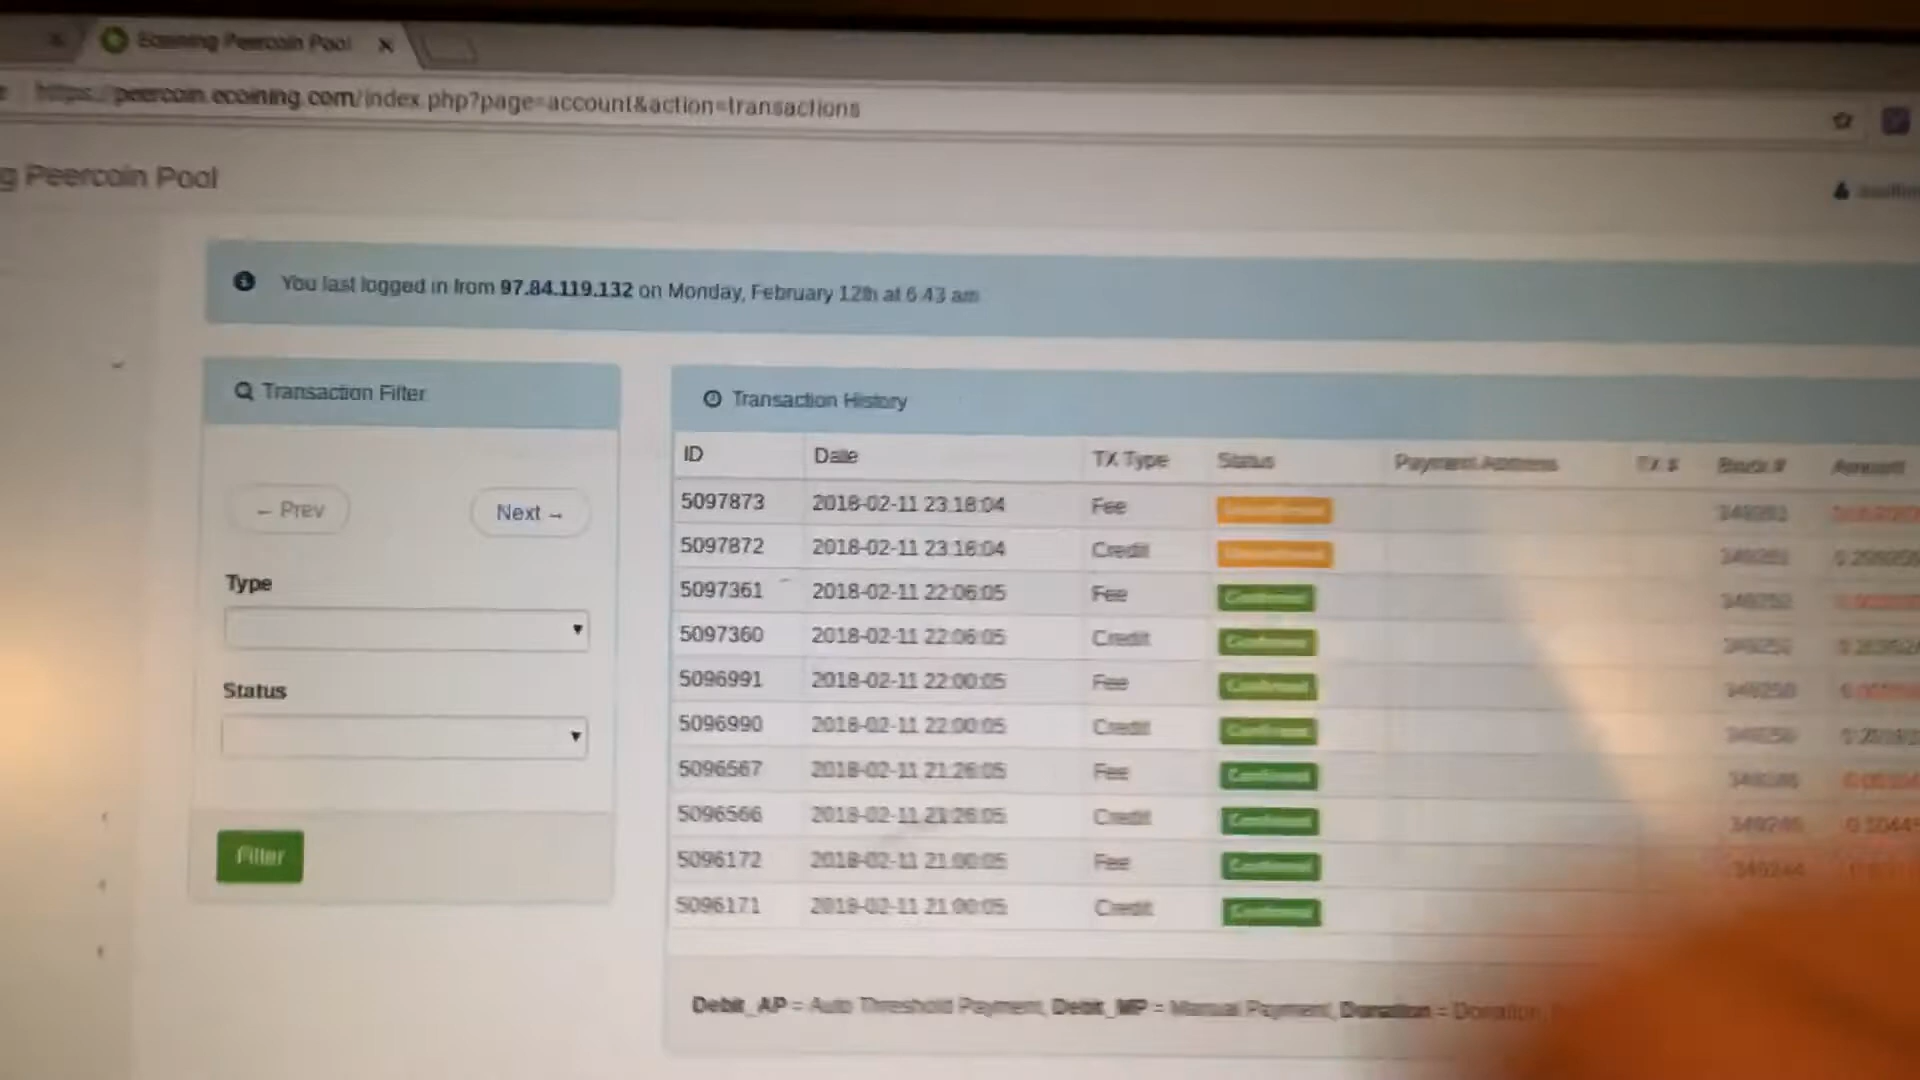 Ecoining Peercoin Pool
https://peercoin.ecoining.com/index.php?page=account&action=transactions
g Peercoin Pool
You last logged in from 97.84.119.132 on Monday, February 12th at 6:43 am
Transaction Filter
← Prev
Next →
Type
Status
Filter
Transaction History
ID Date TX Type Status Payment Address TX # Block # Amount
5097873 2018-02-11 23:18:04 Fee Unconfirmed
5097872 2018-02-11 23:18:04 Credit Unconfirmed
5097361 2018-02-11 22:06:05 Fee Confirmed
5097360 2018-02-11 22:06:05 Credit Confirmed
5096991 2018-02-11 22:00:05 Fee Confirmed
5096990 2018-02-11 22:00:05 Credit Confirmed
5096567 2018-02-11 21:26:05 Fee Confirmed
5096566 2018-02-11 21:26:05 Credit Confirmed
5096172 2018-02-11 21:00:05 Fee Confirmed
5096171 2018-02-11 21:00:05 Credit Confirmed
Debit_AP = Auto Threshold Payment, Debit_MP = Manual Payment, Donation = Donation,